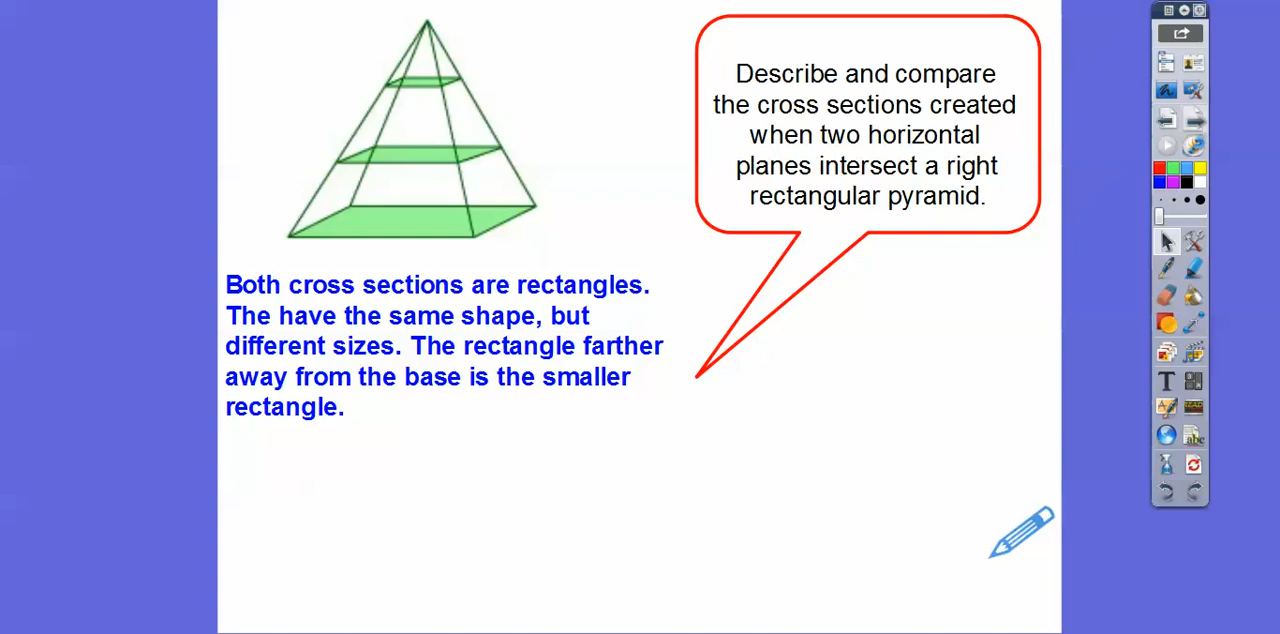 Describe and compare
the cross sections created
when two horizontal
planes intersect a right
rectangular pyramid.
Both cross sections are rectangles.
The have the same shape, but
different sizes. The rectangle farther
away from the base is the smaller
rectangle.